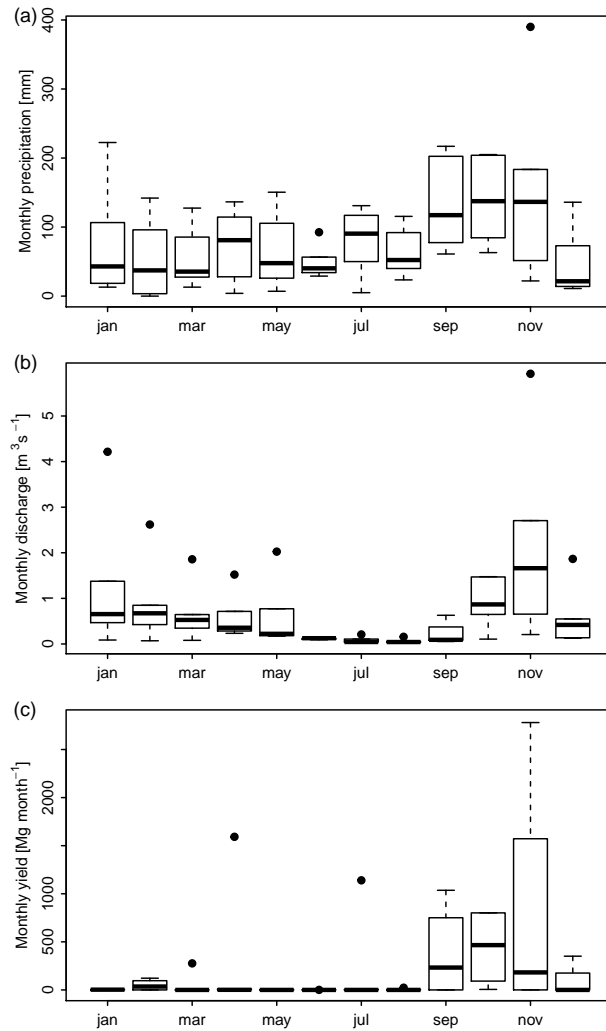 (a)
Monthly precipitation [mm]
400
300
200
100
0
jan mar may jul sep nov
(b)
Monthly discharge [m³s⁻¹]
5
4
3
2
1
0
jan mar may jul sep nov
(c)
Monthly yield [Mg month⁻¹]
2000
1000
500
0
jan mar may jul sep nov